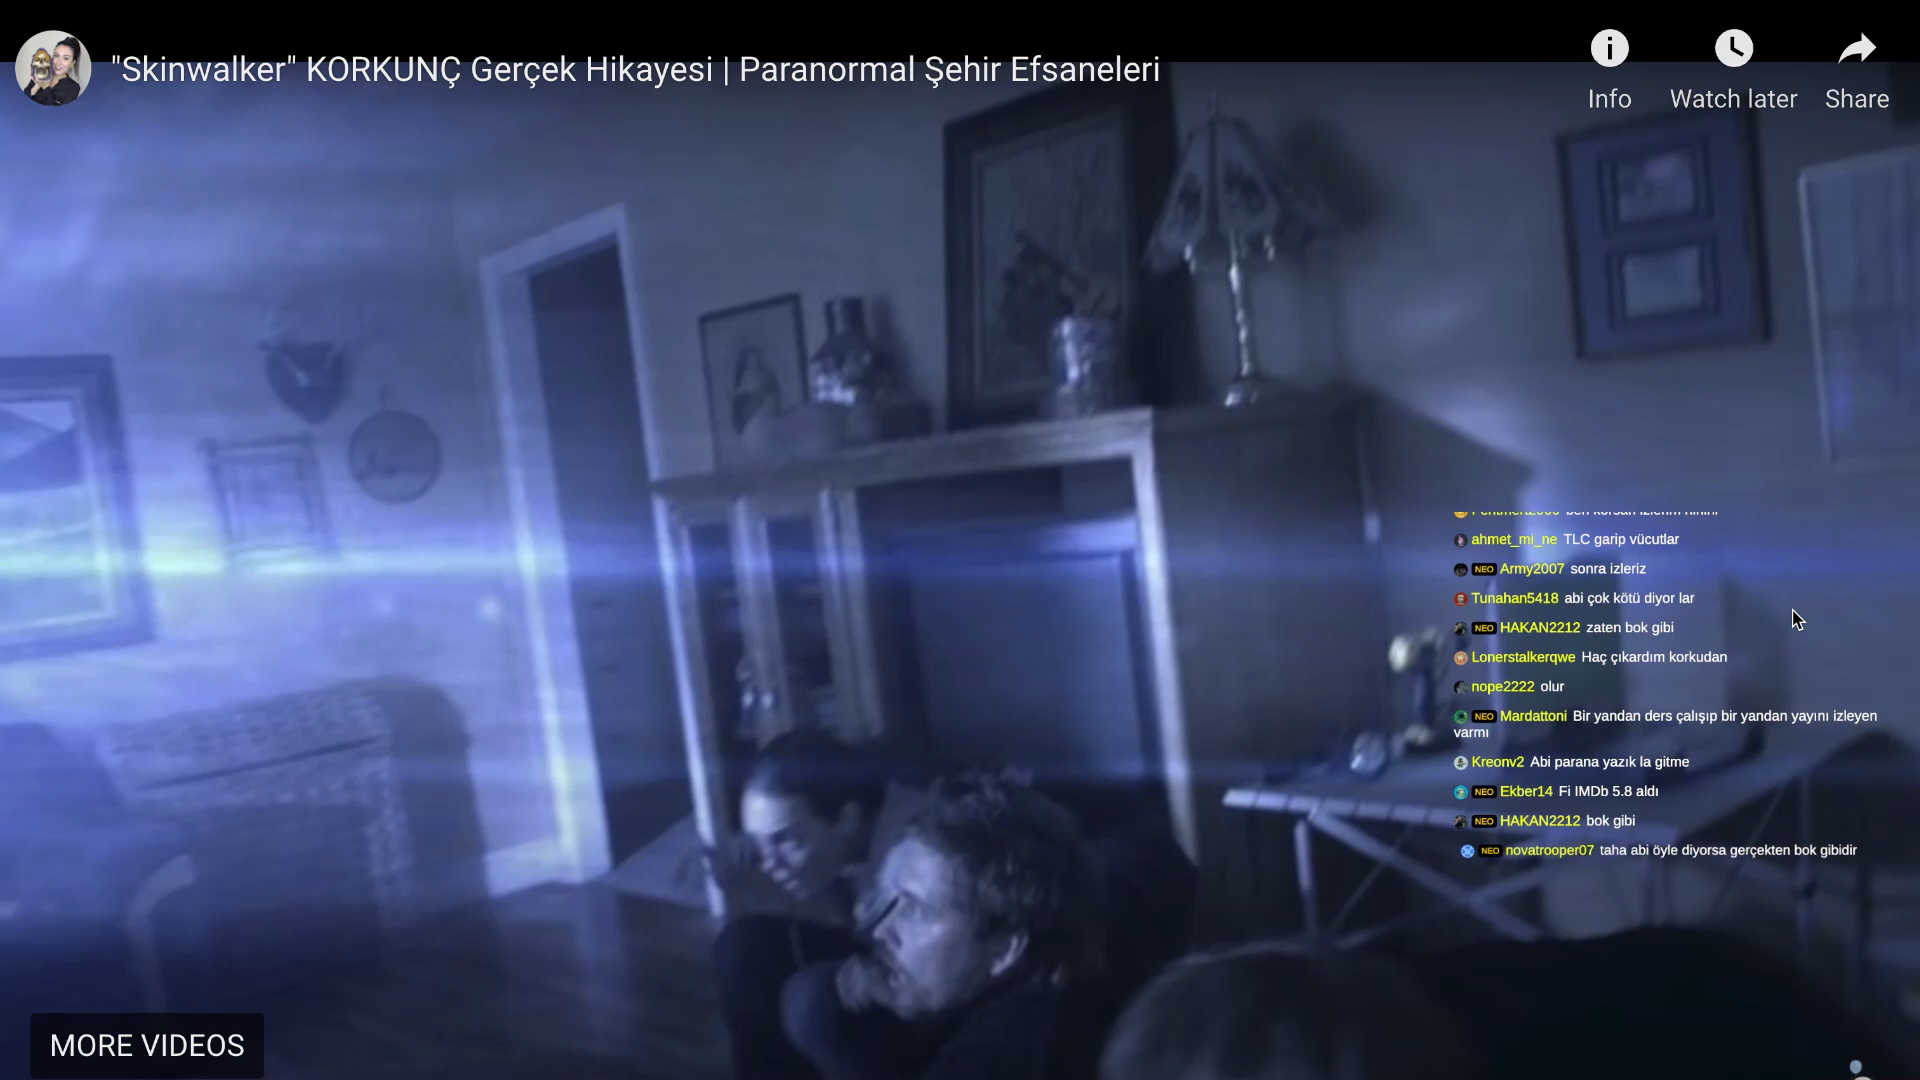 "Skinwalker" KORKUNÇ Gerçek Hikayesi | Paranormal Şehir Efsaneleri
Info
Watch later
Share
ahmet_mi_ne TLC garip vücutlar
NEO Army2007 sonra izleriz
Tunahan5418 abi çok kötü diyor lar
NEO HAKAN2212 zaten bok gibi
Lonerstalkerqwe Haç çıkardım korkudan
nope2222 olur
NEO Mardattoni Bir yandan ders çalışıp bir yandan yayını izleyen
varmı
Kreonv2 Abi parana yazık la gitme
NEO Ekber14 Fi IMDb 5.8 aldı
NEO HAKAN2212 bok gibi
NEO novatrooper07 taha abi öyle diyorsa gerçekten bok gibidir
MORE VIDEOS